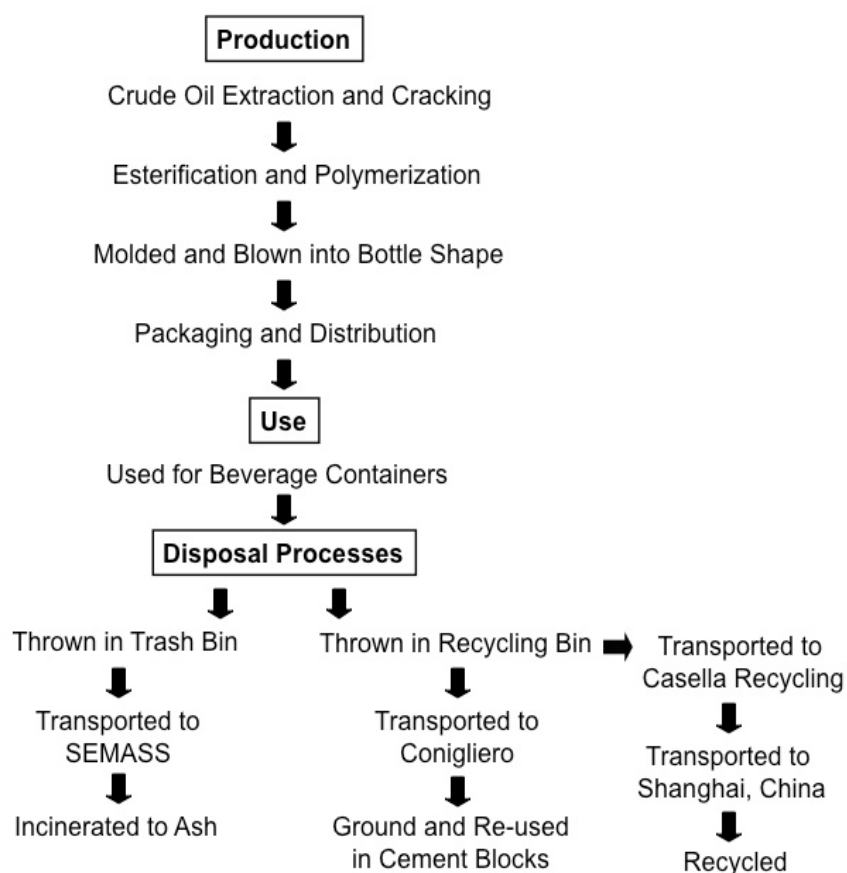 Production
Crude Oil Extraction and Cracking
Esterification and Polymerization
Molded and Blown into Bottle Shape
Packaging and Distribution
Use
Used for Beverage Containers
Disposal Processes
Thrown in Trash Bin
Transported to
SEMASS
Incinerated to Ash
Thrown in Recycling Bin
Transported to
Conigliero
Ground and Re-used
in Cement Blocks
Transported to
Casella Recycling
Transported to
Shanghai, China
Recycled